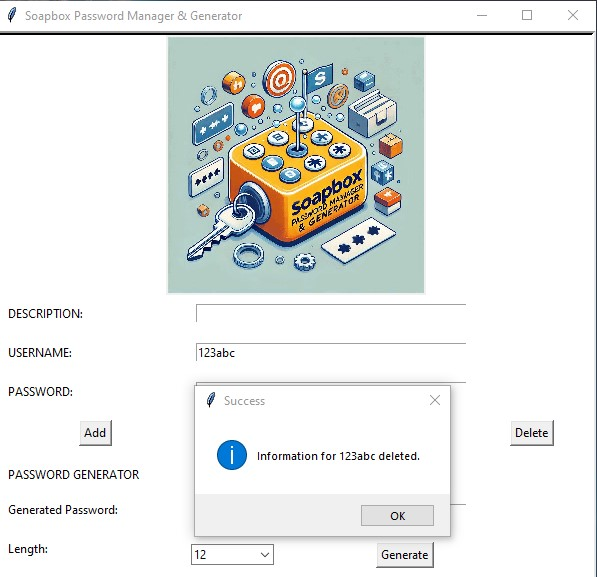 Soapbox Password Manager & Generator
S
soapbox
PASSWORD MANAGER
& GENERATOR
DESCRIPTION:
USERNAME:
123abc
PASSWORD:
Success
Information for 123abc deleted.
OK
Add
Delete
PASSWORD GENERATOR
Generated Password:
Length:
12
Generate